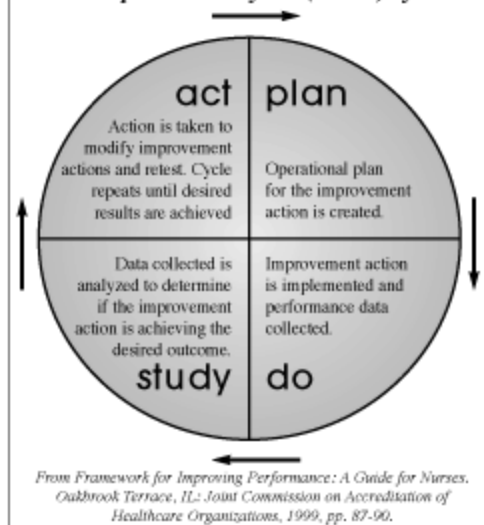 act
Action is taken to
modify improvement
actions and retest. Cycle
repeats until desired
results are achieved
plan
Operational plan
for the improvement
action is created.
Improvement action
is implemented and
performance data
collected.
do
Data collected is
analyzed to determine
if the improvement
action is achieving the
desired outcome.
study
From Framework for Improving Performance: A Guide for Nurses.
Oakbrook Terrace, IL: Joint Commission on Accreditation of
Healthcare Organizations, 1999, pp. 87-90.